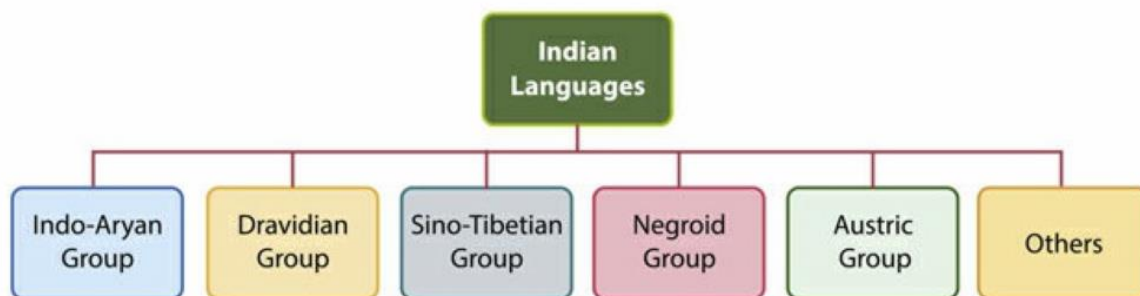 Indian
Languages
Indo-Aryan
Group
Dravidian
Group
Sino-Tibetian
Group
Negroid
Group
Austric
Group
Others